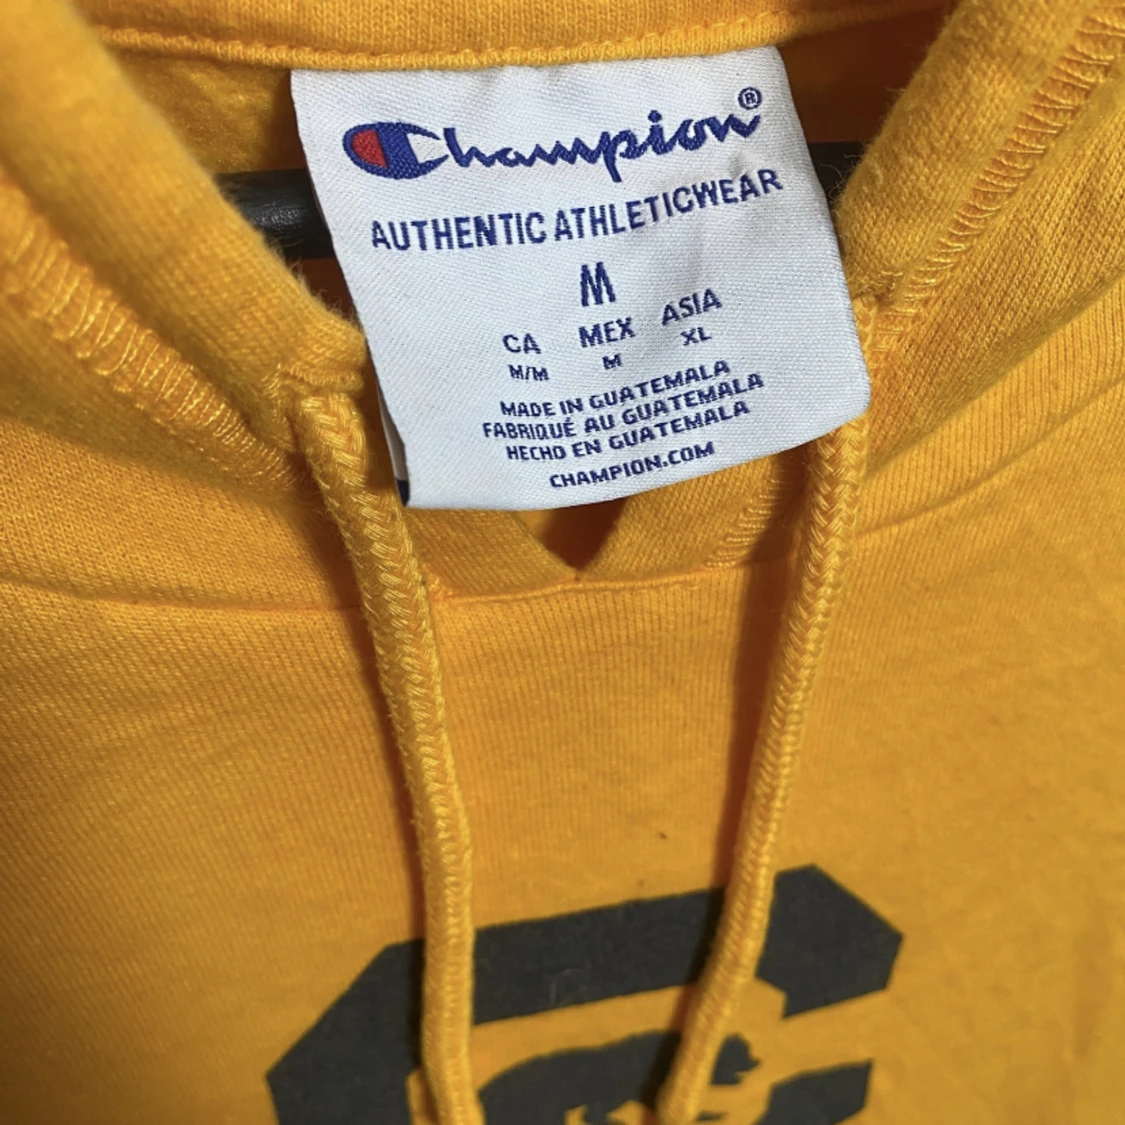 Champion®
AUTHENTIC ATHLETICWEAR
M
CA MEX ASIA
M/M M XL
MADE IN GUATEMALA
FABRIQUÉ AU GUATEMALA
HECHO EN GUATEMALA
CHAMPION.COM
C